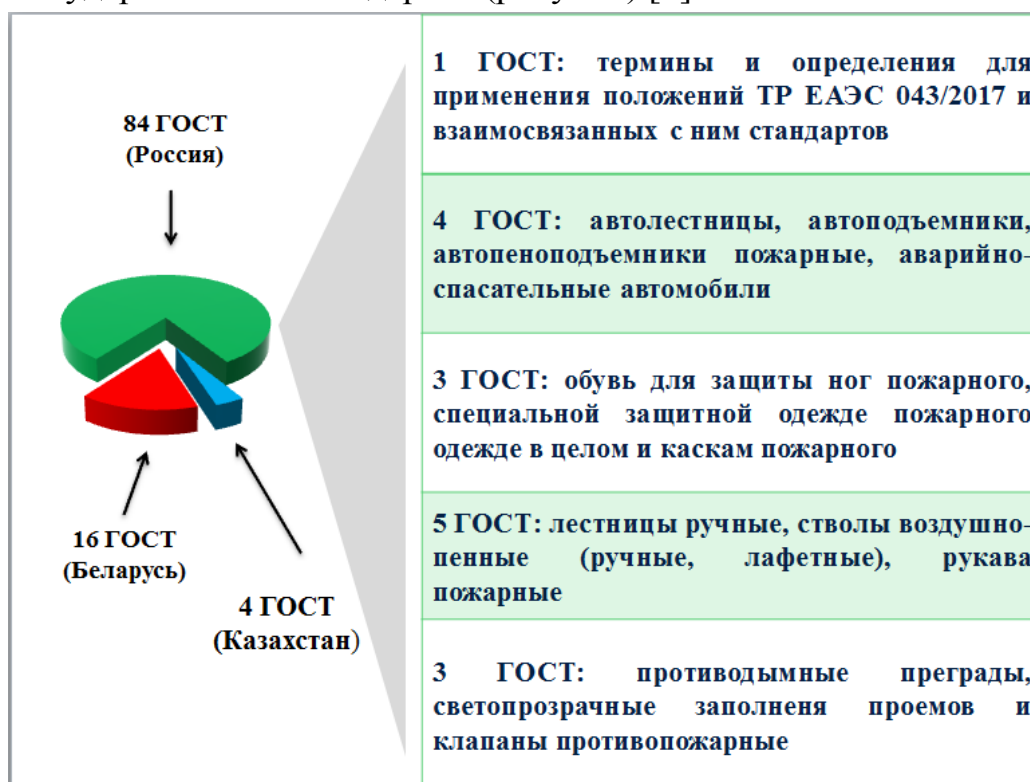 84 ГОСТ
(Россия)
16 ГОСТ
(Беларусь)
4 ГОСТ
(Казахстан)
1 ГОСТ: термины и определения для
применения положений ТР ЕАЭС 043/2017 и
взаимосвязанных с ним стандартов
4 ГОСТ: автолестницы, автоподъемники,
автопеноподъемники пожарные, аварийно-
спасательные автомобили
3 ГОСТ: обувь для защиты ног пожарного,
специальной защитной одежде пожарного
одежде в целом и каскам пожарного
5 ГОСТ: лестницы ручные, стволы воздушно-
пенные (ручные, лафетные), рукава
пожарные
3 ГОСТ: противодымные преграды,
светопрозрачные заполненя проемов и
клапаны противопожарные